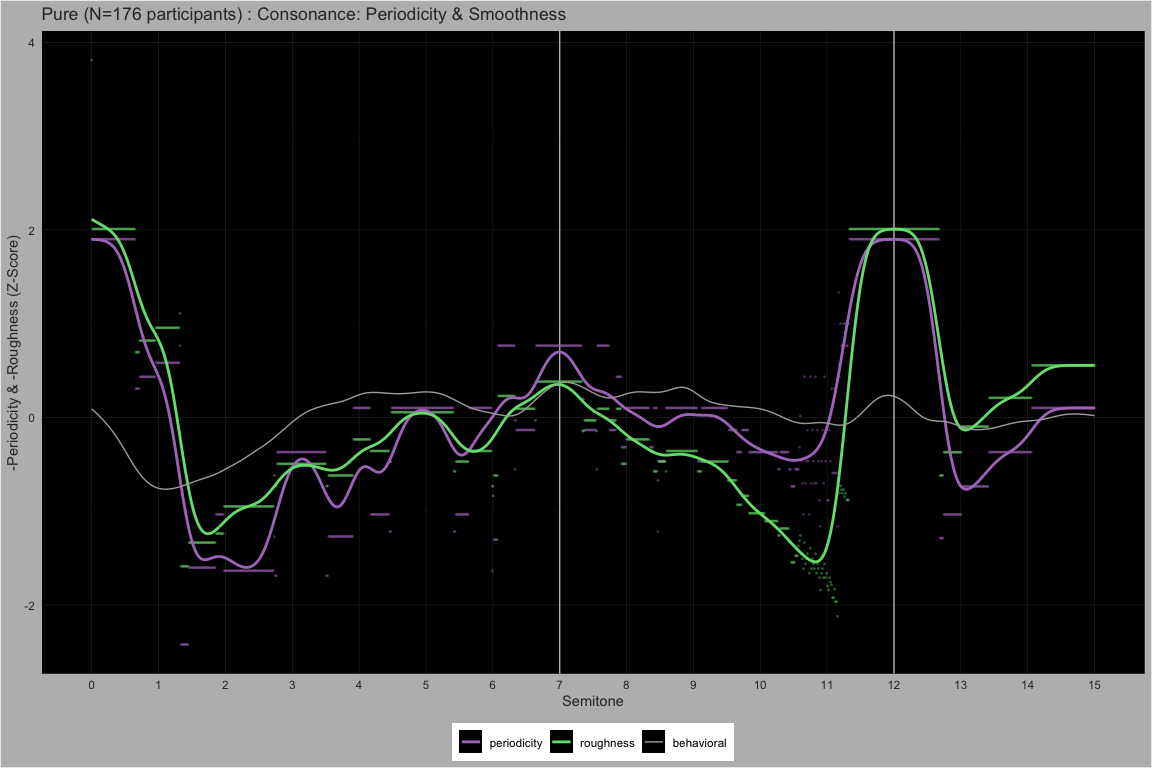 Pure (N=176 participants) : Consonance: Periodicity & Smoothness
-Periodicity & -Roughness (Z-Score)
4
2
0
-2
0 1 2 3 4 5 6 7 8 9 10 11 12 13 14 15
Semitone
periodicity roughness behavioral